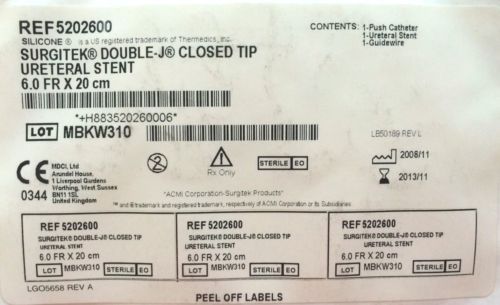 REF 5202600
SILICONE ® is a US registered trademark of Thermedics, Inc.
SURGITEK® DOUBLE-J® CLOSED TIP
URETERAL STENT
6.0 FR X 20 cm
CONTENTS: 1-Push Catheter
1-Ureteral Stent
1-Guidewire
*+H883520260006*
LOT MBKW310
LB50189 REV L
CE 0344
MDCI, Ltd
Arundel House,
1 Liverpool Gardens
Worthing, West Sussex
BN11 1SL
United Kingdom
2
Rx Only
STERILE EO
2008/11
2013/11
"ACMI Corporation-Surgitek Products"
™ and ® trademark and registered trademark, respectively of ACMI Corporation or its Subsidiaries.
REF 5202600
SURGITEK® DOUBLE-J® CLOSED TIP
URETERAL STENT
6.0 FR X 20 cm
LOT MBKW310 STERILE EO
REF 5202600
SURGITEK® DOUBLE-J® CLOSED TIP
URETERAL STENT
6.0 FR X 20 cm
LOT MBKW310 STERILE EO
REF 5202600
SURGITEK® DOUBLE-J® CLOSED TIP
URETERAL STENT
6.0 FR X 20 cm
LOT MBKW310 STERILE EO
LGO5658 REV A
PEEL OFF LABELS